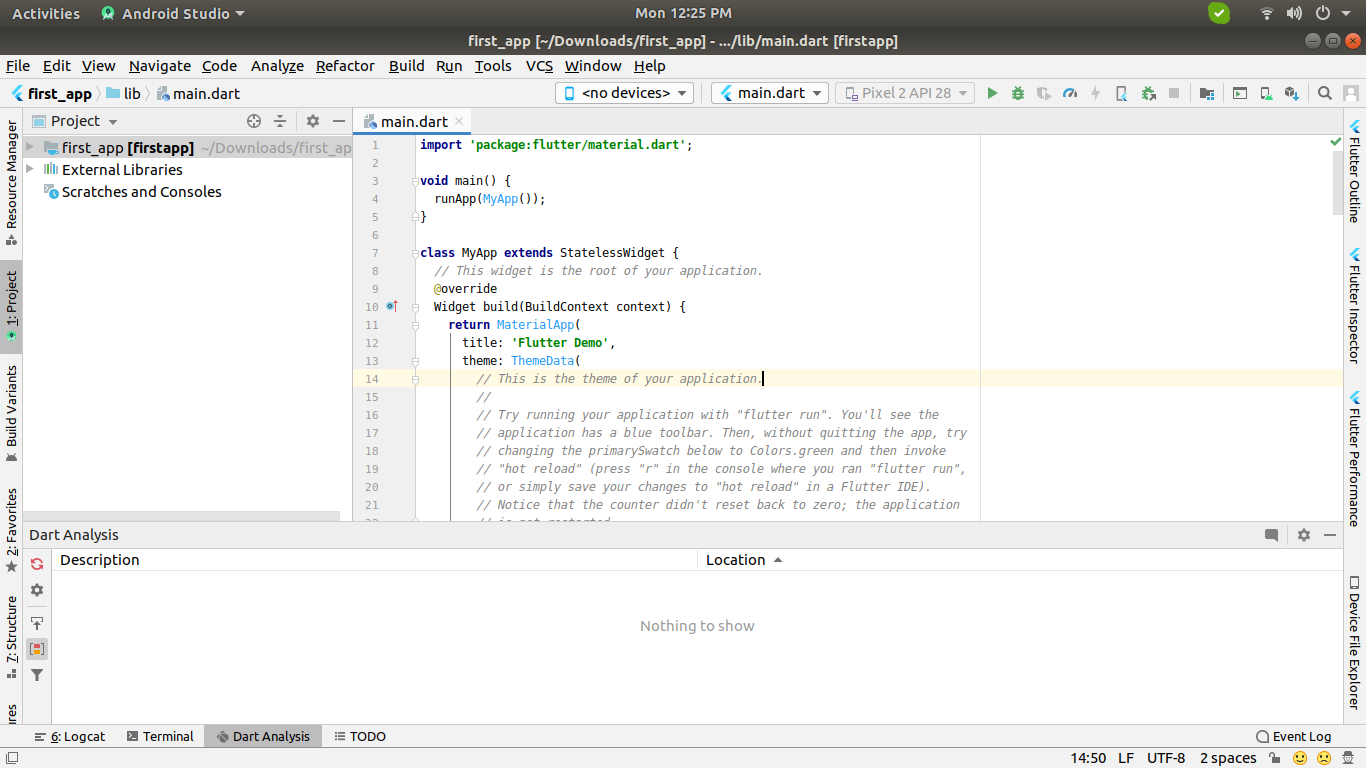 Activities Android Studio Mon 12:25 PM
first_app [~/Downloads/first_app] - .../lib/main.dart [firstapp]
File Edit View Navigate Code Analyze Refactor Build Run Tools VCS Window Help
first_app lib main.dart <no devices> main.dart Pixel 2 API 28
Project
main.dart
first_app [firstapp] ~/Downloads/first_ap
External Libraries
Scratches and Consoles
1 import 'package:flutter/material.dart';
2
3 void main() {
4 runApp(MyApp());
5 }
6
7 class MyApp extends StatelessWidget {
8 // This widget is the root of your application.
9 @override
10 Widget build(BuildContext context) {
11 return MaterialApp(
12 title: 'Flutter Demo',
13 theme: ThemeData(
14 // This is the theme of your application.
15 //
16 // Try running your application with "flutter run". You'll see the
17 // application has a blue toolbar. Then, without quitting the app, try
18 // changing the primarySwatch below to Colors.green and then invoke
19 // "hot reload" (press "r" in the console where you ran "flutter run",
20 // or simply save your changes to "hot reload" in a Flutter IDE).
21 // Notice that the counter didn't reset back to zero; the application
22 // is not restarted
Resource Manager
1: Project
Build Variants
2: Favorites
7: Structure
Flutter Outline
Flutter Inspector
Flutter Performance
Device File Explorer
Dart Analysis
Description Location
Nothing to show
6: Logcat Terminal Dart Analysis TODO Event Log
14:50 LF UTF-8 2 spaces